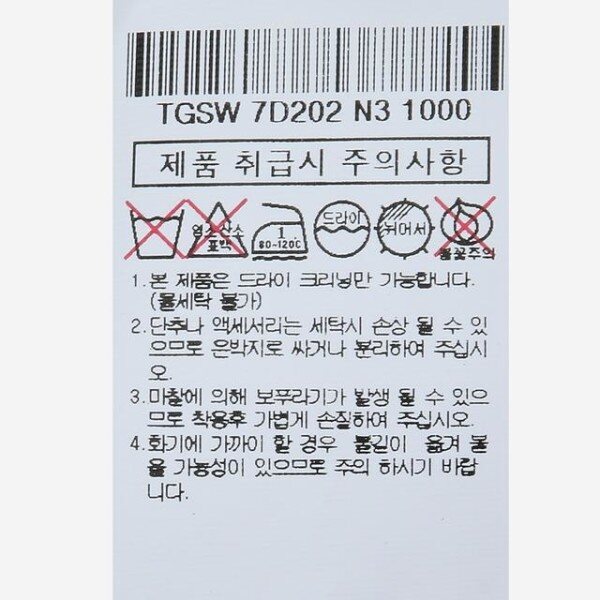 TGSW 7D202 N3 1000
제품 취급시 주의사항
염소산소
표백
1
80~120℃
드라이
뉘어서
불꽃주의
1. 본 제품은 드라이 크리닝만 가능합니다.
(물세탁 불가)
2. 단추나 액세서리는 세탁시 손상 될 수 있
으므로 은박지로 싸거나 분리하여 주십시
오.
3. 마찰에 의해 보푸라기가 발생 될 수 있으
므로 착용후 가볍게 손질하여 주십시오.
4. 화기에 가까이 할 경우 불길이 옮겨 붙
을 가능성이 있으므로 주의 하시기 바랍
니다.